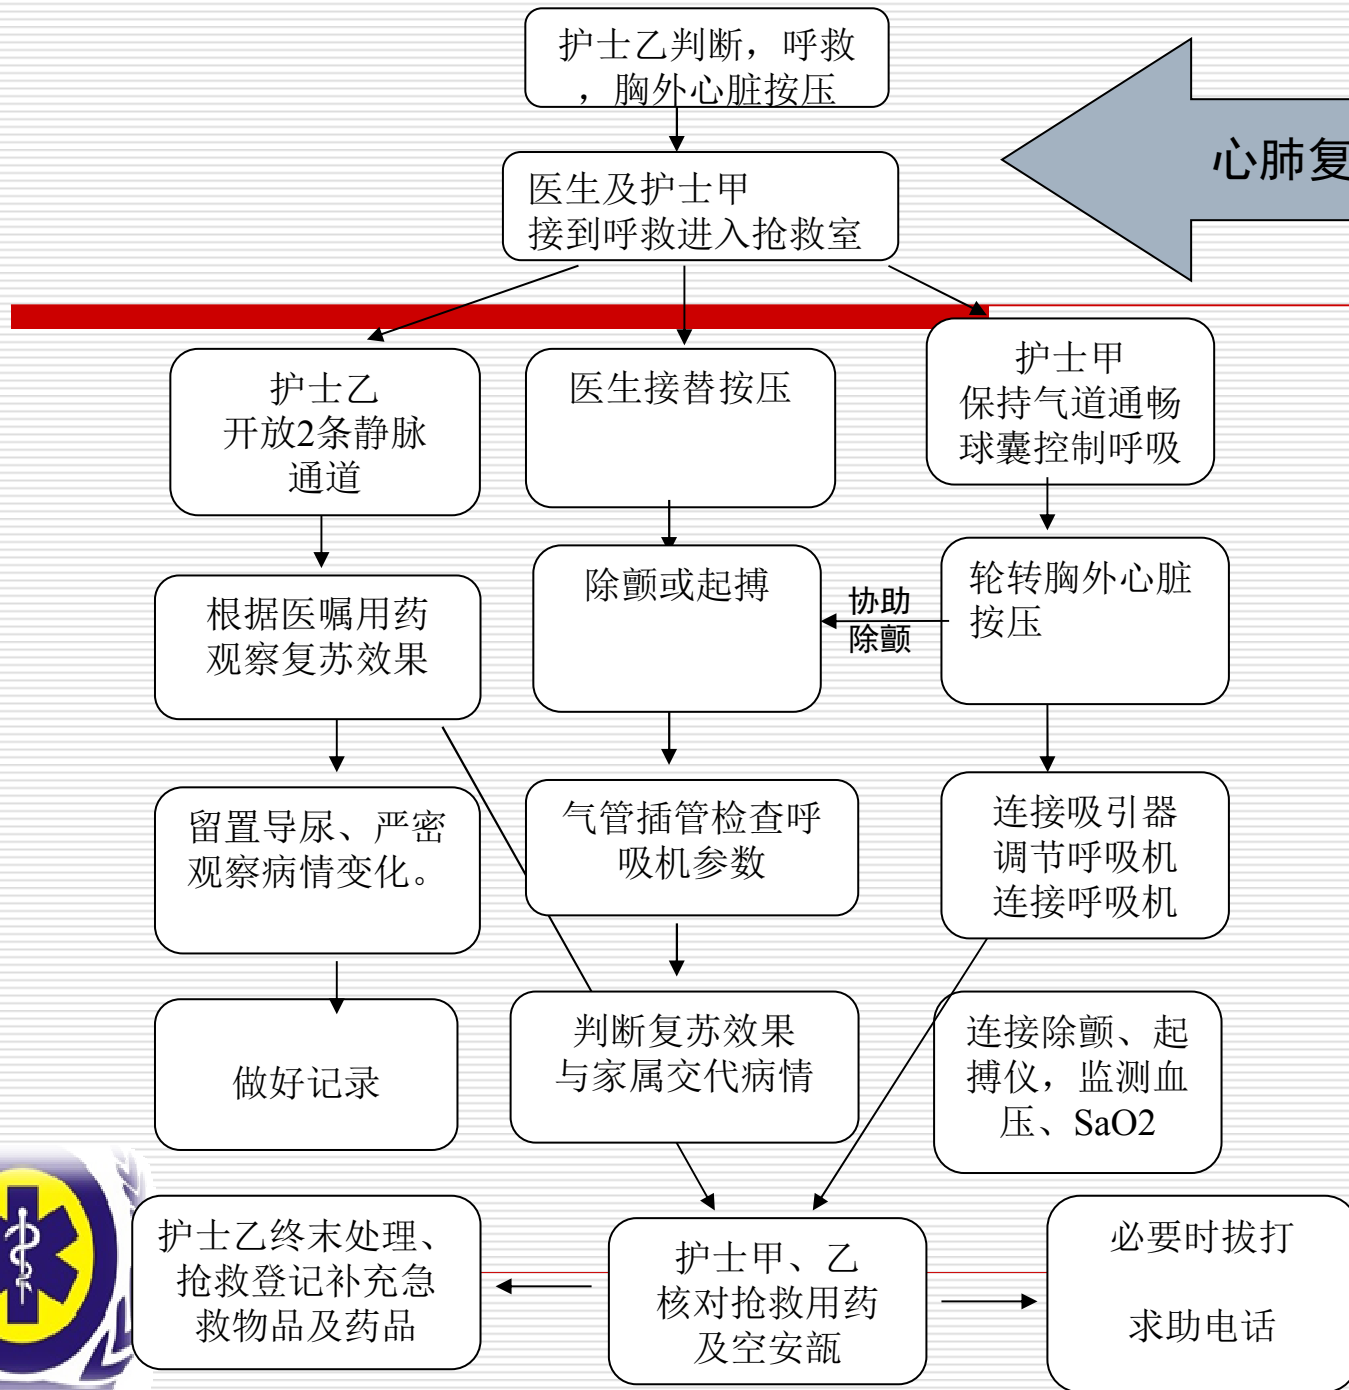 护士乙判断，呼救
，胸外心脏按压
心肺复
医生及护士甲
接到呼救进入抢救室
护士乙
开放2条静脉
通道
医生接替按压
护士甲
保持气道通畅
球囊控制呼吸
根据医嘱用药
观察复苏效果
除颤或起搏
协助
除颤
轮转胸外心脏
按压
留置导尿、严密
观察病情变化。
气管插管检查呼
吸机参数
连接吸引器
调节呼吸机
连接呼吸机
做好记录
判断复苏效果
与家属交代病情
连接除颤、起
搏仪，监测血
压、SaO2
护士乙终末处理、
抢救登记补充急
救物品及药品
护士甲、乙
核对抢救用药
及空安瓿
必要时拔打
求助电话